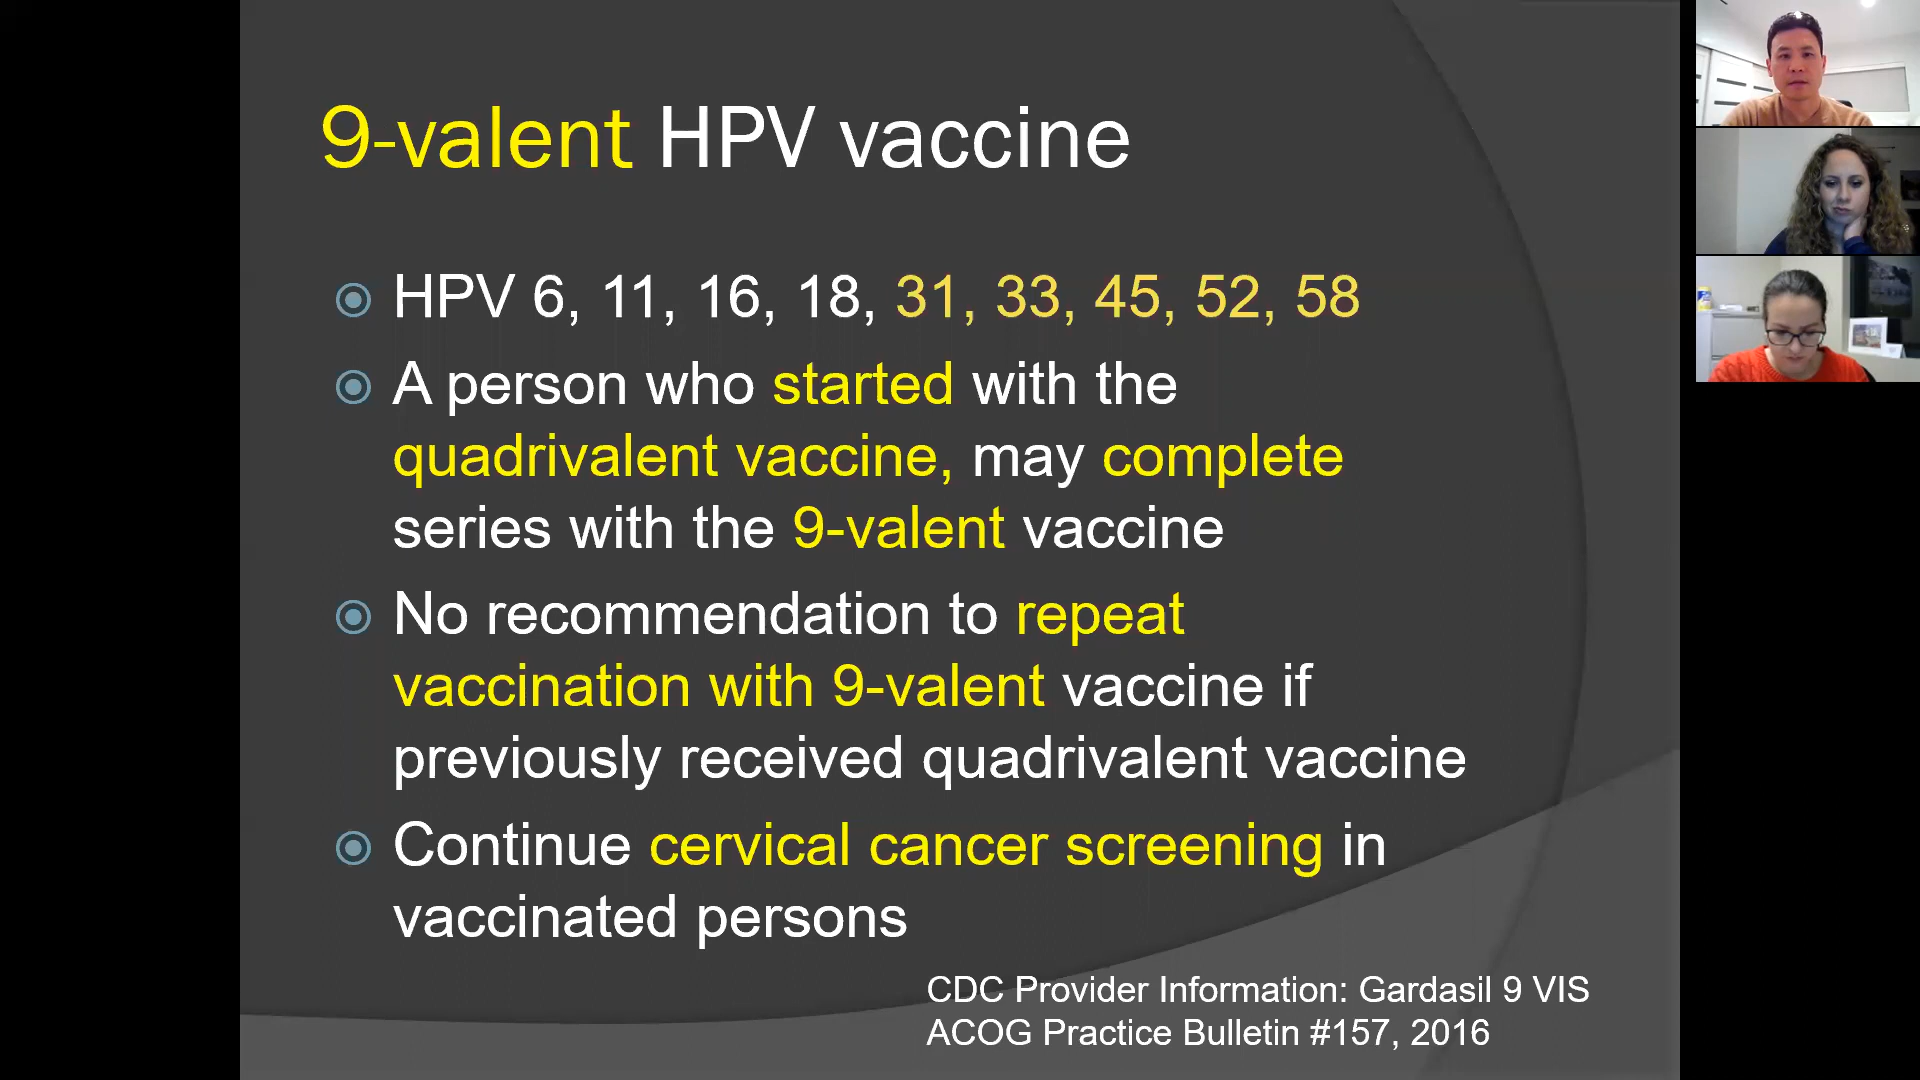 9-valent HPV vaccine
HPV 6, 11, 16, 18, 31, 33, 45, 52, 58
A person who started with the
quadrivalent vaccine, may complete
series with the 9-valent vaccine
No recommendation to repeat
vaccination with 9-valent vaccine if
previously received quadrivalent vaccine
Continue cervical cancer screening in
vaccinated persons
CDC Provider Information: Gardasil 9 VIS
ACOG Practice Bulletin #157, 2016